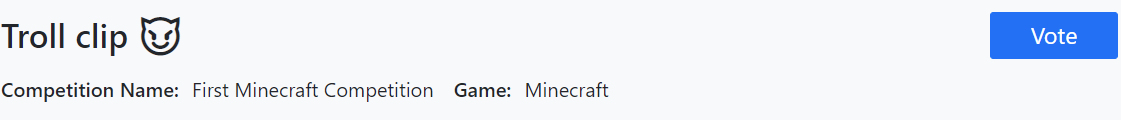 Troll clip 😈
Vote
Competition Name: First Minecraft Competition Game: Minecraft